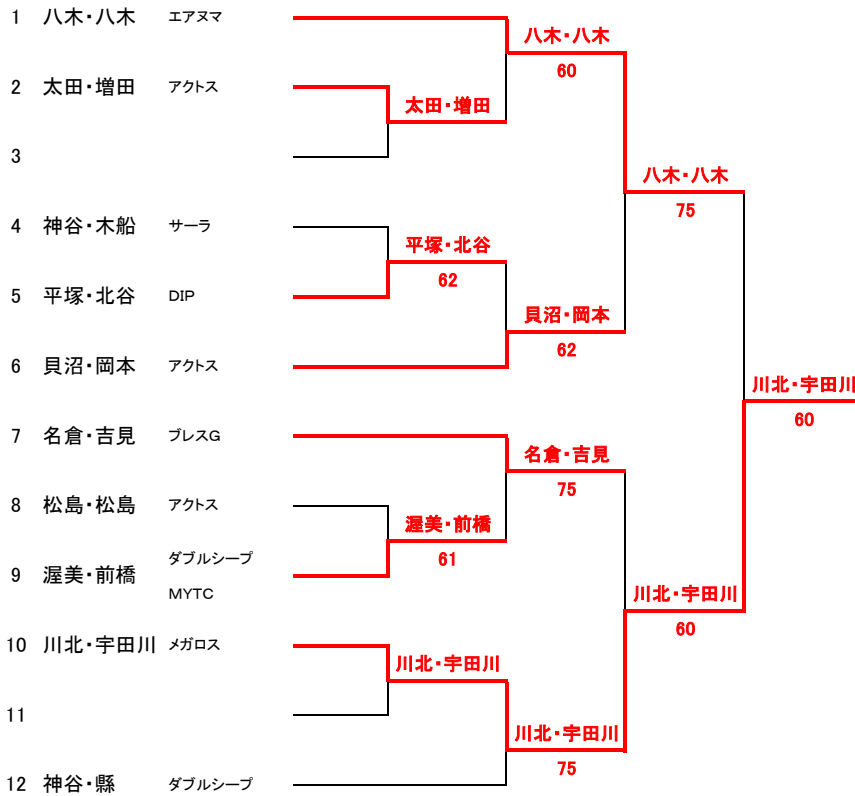 1 八木・八木 エアヌマ
八木・八木
60
2 太田・増田 アクトス
太田・増田
3
八木・八木
75
4 神谷・木船 サーラ
平塚・北谷
62
5 平塚・北谷 DIP
貝沼・岡本
62
6 貝沼・岡本 アクトス
川北・宇田川
60
7 名倉・吉見 ブレスG
名倉・吉見
75
8 松島・松島 アクトス
渥美・前橋
61
9 渥美・前橋 ダブルシープ
MYTC
川北・宇田川
60
10 川北・宇田川 メガロス
川北・宇田川
11
川北・宇田川
75
12 神谷・縣 ダブルシープ